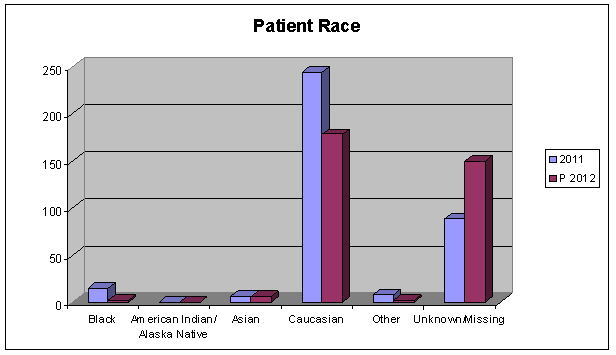 Patient Race
250
200
150
100
50
0
Black
American Indian/
Alaska Native
Asian
Caucasian
Other
Unknown/Missing
2011
P 2012